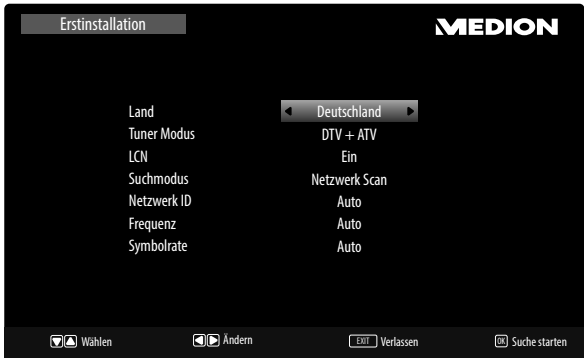 Erstinstallation MEDION
Land Deutschland
Tuner Modus DTV + ATV
LCN Ein
Suchmodus Netzwerk Scan
Netzwerk ID Auto
Frequenz Auto
Symbolrate Auto
Wählen Ändern EXIT Verlassen OK Suche starten